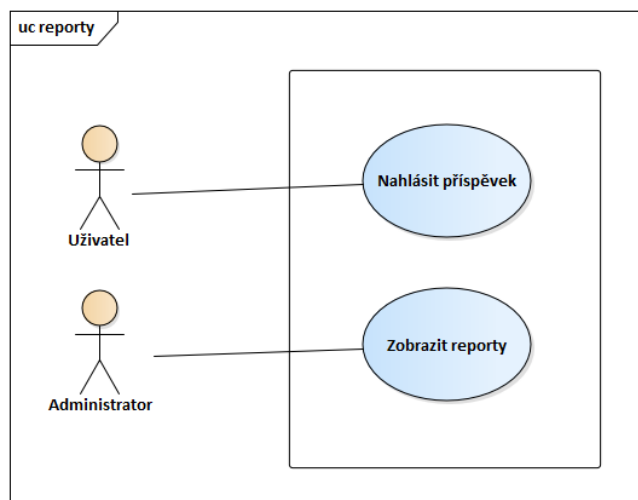 uc reporty
Nahlásit příspěvek
Uživatel
Zobrazit reporty
Administrator